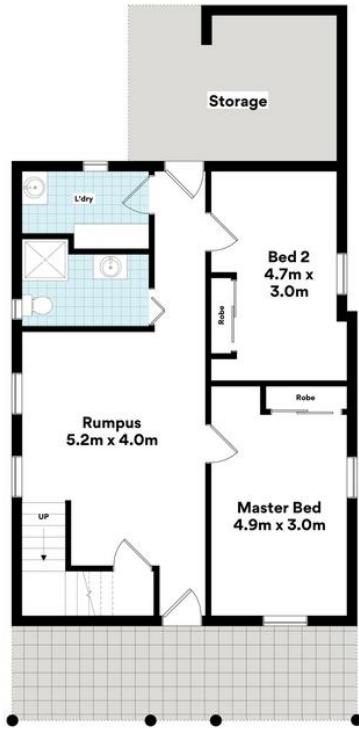 Storage
L'dry
Bed 2
4.7m x
3.0m
Robe
Robe
Rumpus
5.2m x 4.0m
Master Bed
4.9m x 3.0m
UP